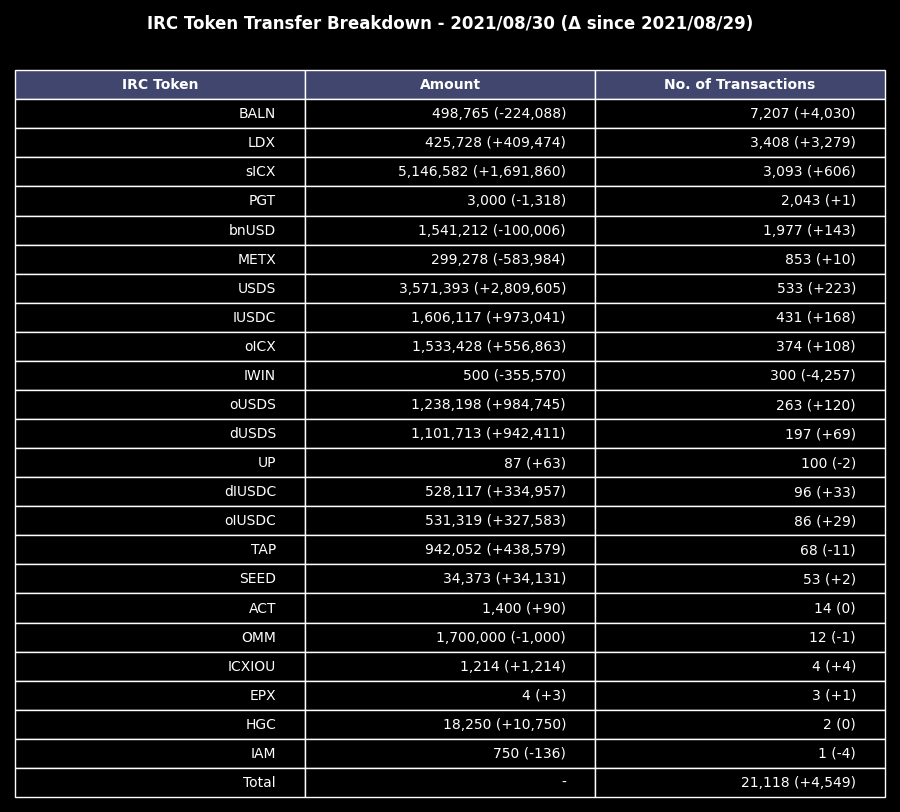 IRC Token Transfer Breakdown - 2021/08/30 (Δ since 2021/08/29)
IRC Token Amount No. of Transactions
BALN 498,765 (-224,088) 7,207 (+4,030)
LDX 425,728 (+409,474) 3,408 (+3,279)
sICX 5,146,582 (+1,691,860) 3,093 (+606)
PGT 3,000 (-1,318) 2,043 (+1)
bnUSD 1,541,212 (-100,006) 1,977 (+143)
METX 299,278 (-583,984) 853 (+10)
USDS 3,571,393 (+2,809,605) 533 (+223)
IUSDC 1,606,117 (+973,041) 431 (+168)
oICX 1,533,428 (+556,863) 374 (+108)
IWIN 500 (-355,570) 300 (-4,257)
oUSDS 1,238,198 (+984,745) 263 (+120)
dUSDS 1,101,713 (+942,411) 197 (+69)
UP 87 (+63) 100 (-2)
dIUSDC 528,117 (+334,957) 96 (+33)
oIUSDC 531,319 (+327,583) 86 (+29)
TAP 942,052 (+438,579) 68 (-11)
SEED 34,373 (+34,131) 53 (+2)
ACT 1,400 (+90) 14 (0)
OMM 1,700,000 (-1,000) 12 (-1)
ICXIOU 1,214 (+1,214) 4 (+4)
EPX 4 (+3) 3 (+1)
HGC 18,250 (+10,750) 2 (0)
IAM 750 (-136) 1 (-4)
Total - 21,118 (+4,549)